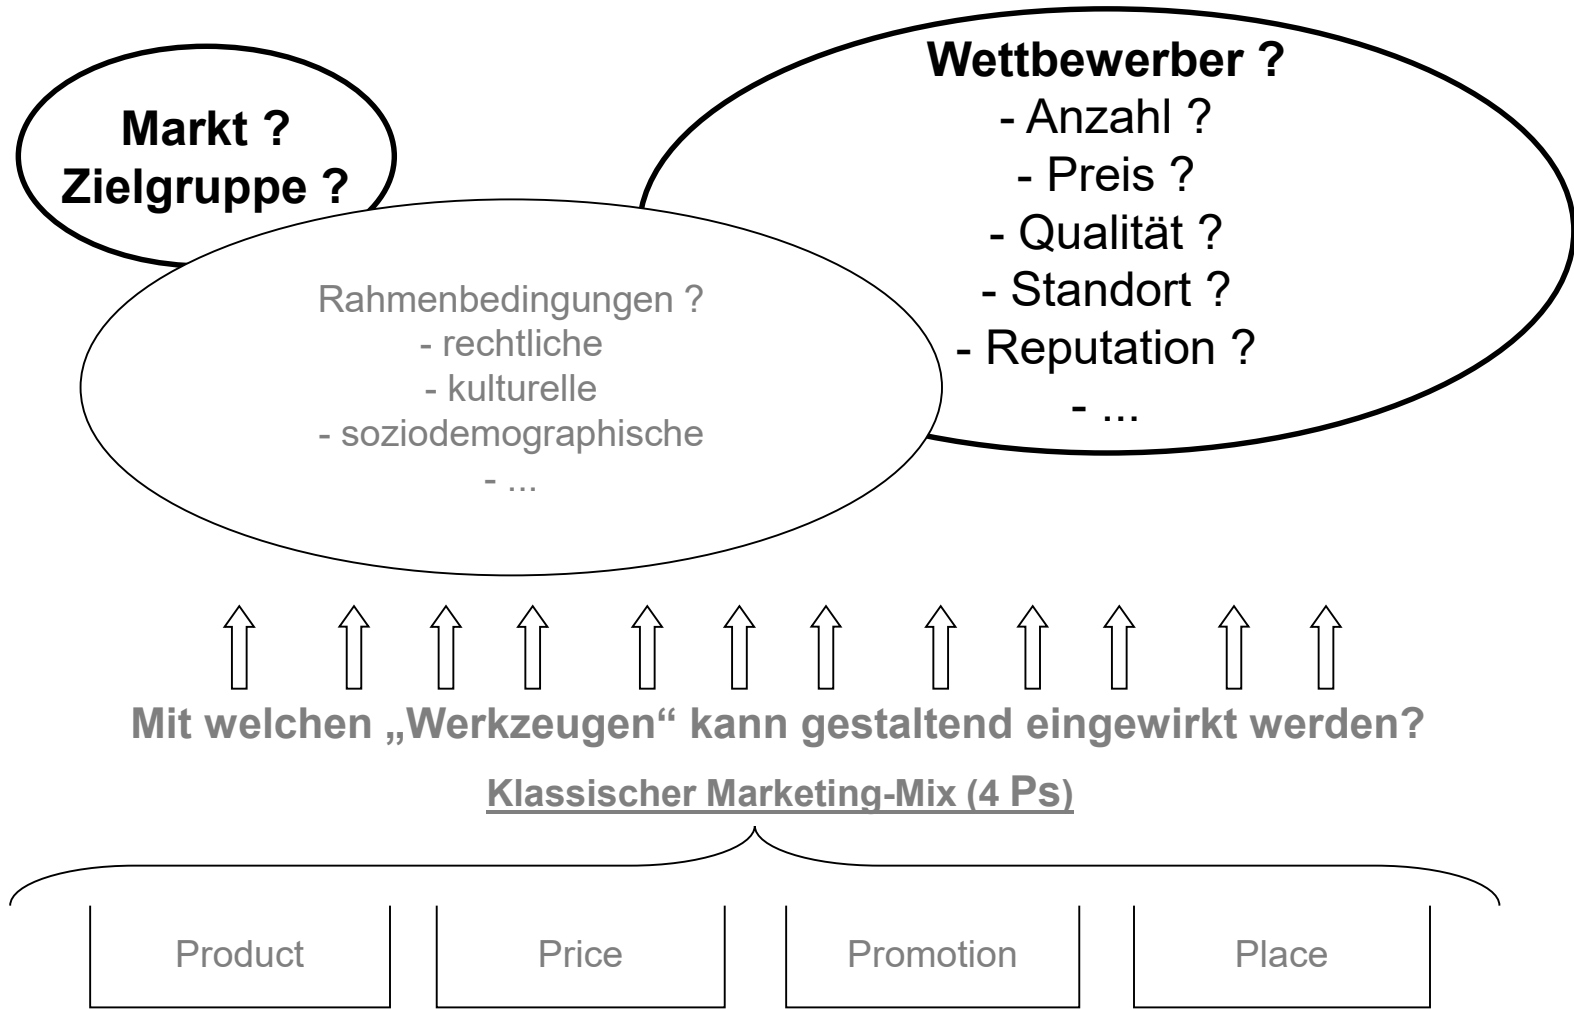 Markt ?
Zielgruppe ?
Wettbewerber ?
- Anzahl ?
- Preis ?
- Qualität ?
- Standort ?
- Reputation ?
- ...
Rahmenbedingungen ?
- rechtliche
- kulturelle
- soziodemographische
- ...
Mit welchen „Werkzeugen“ kann gestaltend eingewirkt werden?
Klassischer Marketing-Mix (4 Ps)
Product
Price
Promotion
Place